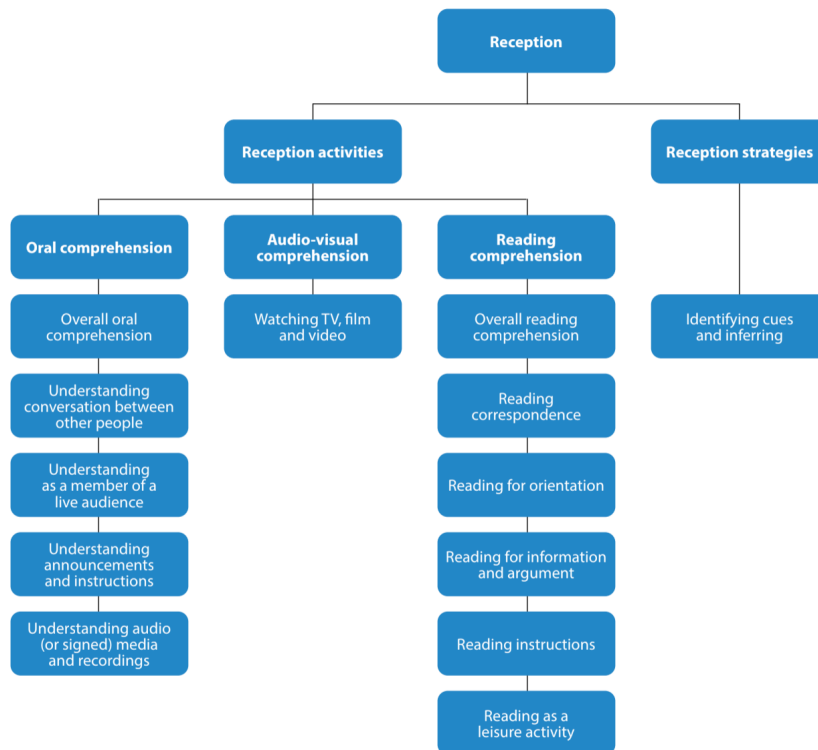 Reception
Reception activities
Reception strategies
Oral comprehension
Audio-visual
comprehension
Reading
comprehension
Overall oral
comprehension
Watching TV, film
and video
Overall reading
comprehension
Identifying cues
and inferring
Understanding
conversation between
other people
Reading
correspondence
Understanding
as a member of a
live audience
Reading for orientation
Understanding
announcements
and instructions
Reading for information
and argument
Understanding audio
(or signed) media
and recordings
Reading instructions
Reading as a
leisure activity